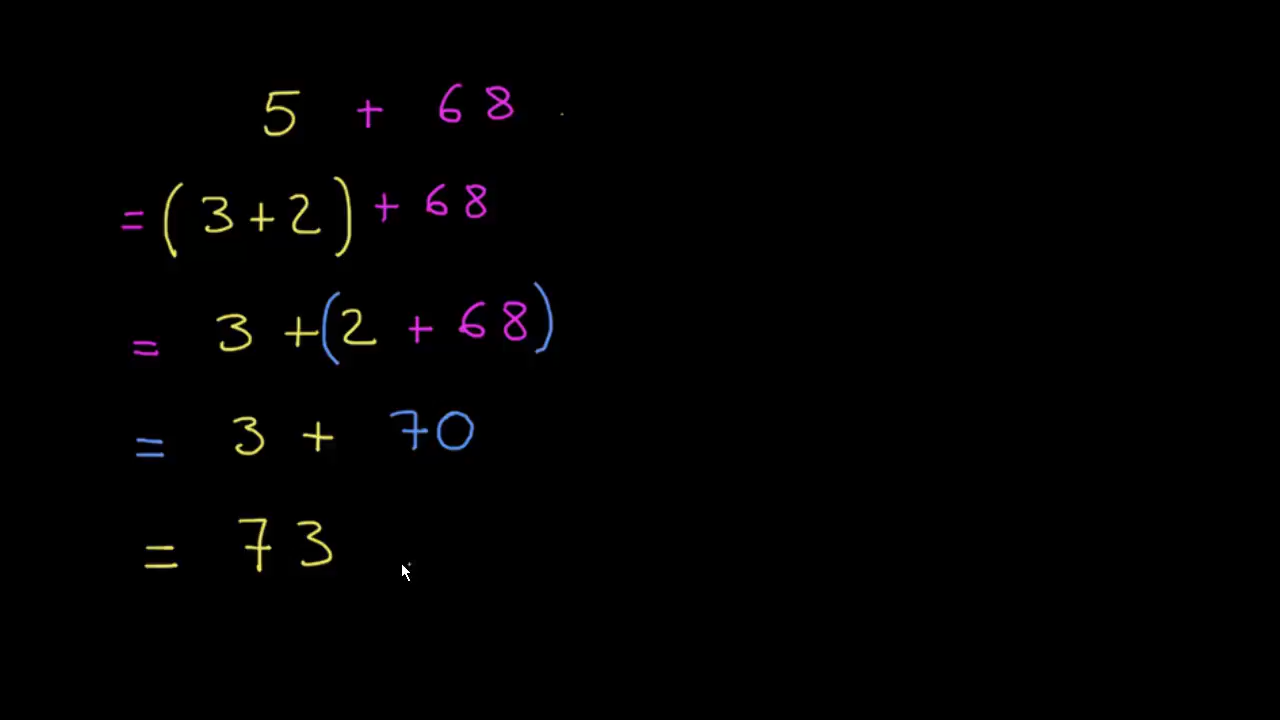 5 + 68
= (3+2) + 68
= 3 + (2 + 68)
= 3 + 70
= 73